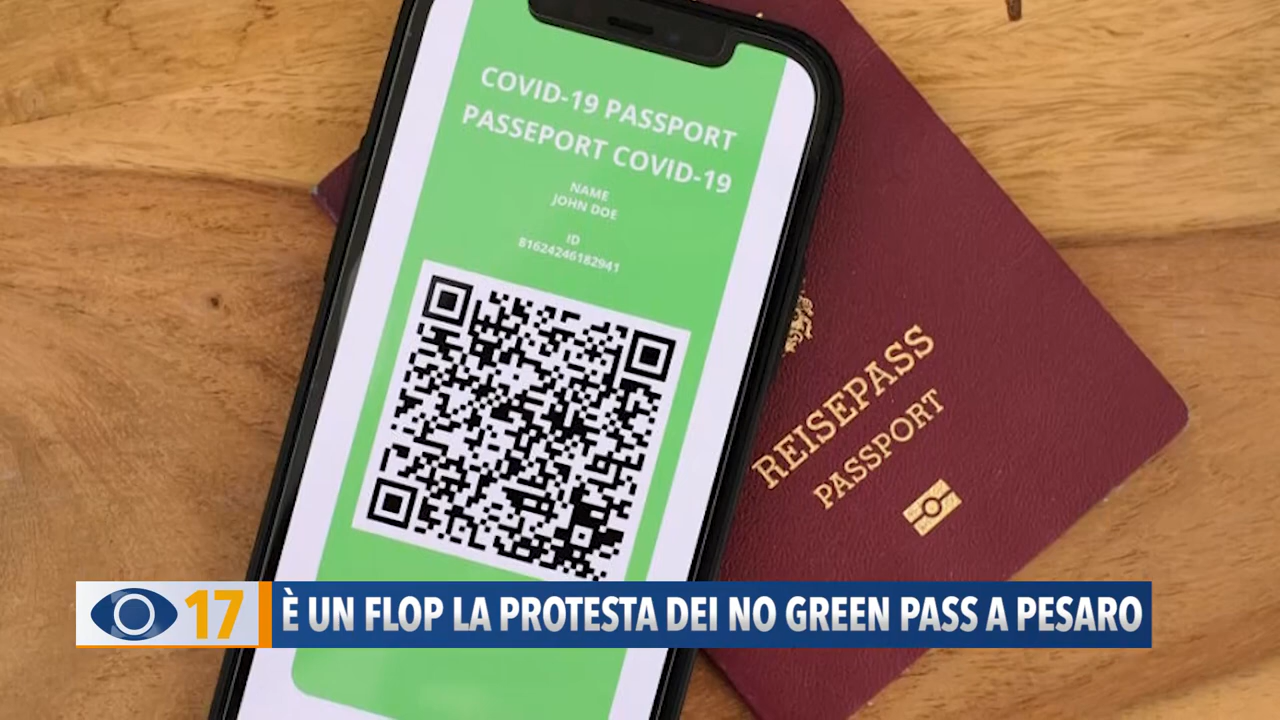 COVID-19 PASSPORT
PASSEPORT COVID-19
NAME
JOHN DOE
ID
81624246182941
REISEPASS
PASSPORT
17
È UN FLOP LA PROTESTA DEI NO GREEN PASS A PESARO